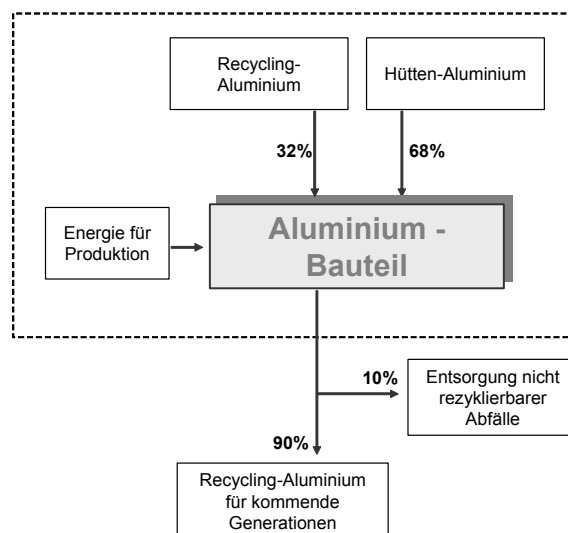 Recycling-
Aluminium
Hütten-Aluminium
32%
68%
Energie für
Produktion
Aluminium -
Bauteil
10%
Entsorgung nicht
rezyklierbarer
Abfälle
90%
Recycling-Aluminium
für kommende
Generationen